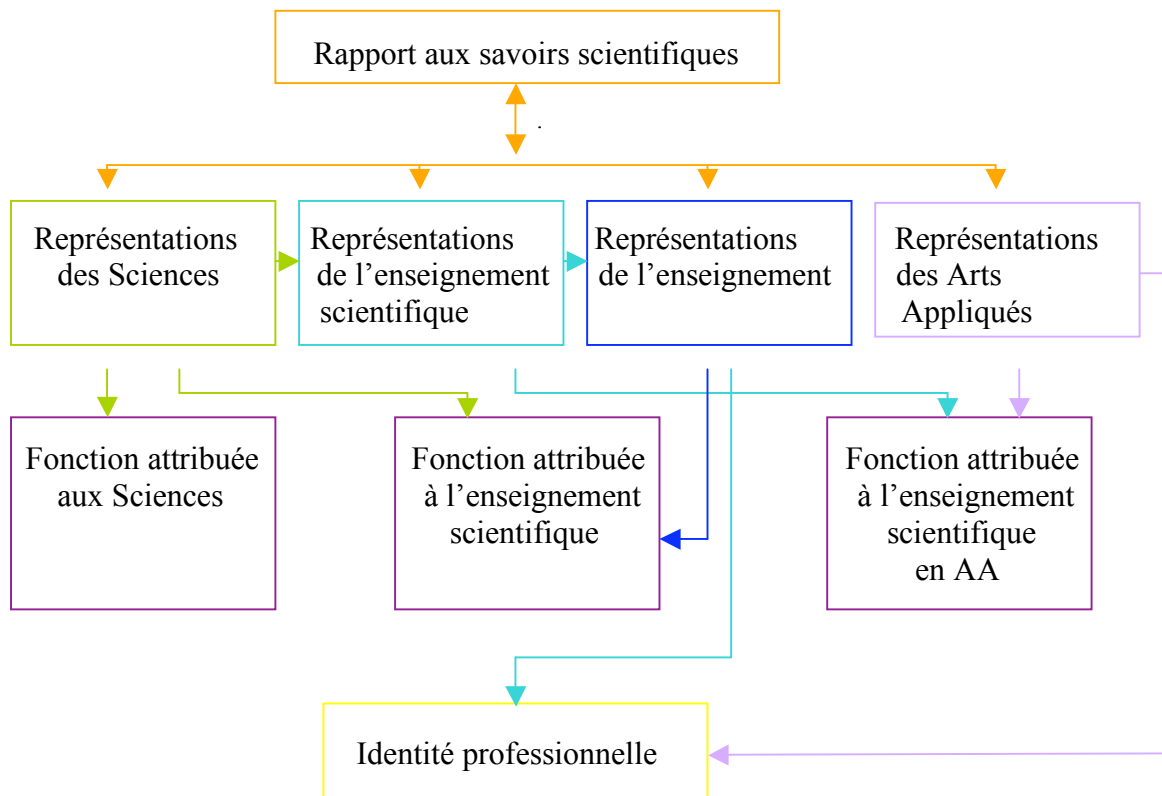 Rapport aux savoirs scientifiques
.
Représentations
des Sciences
Représentations
de l’enseignement
scientifique
Représentations
de l’enseignement
Représentations
des Arts
Appliqués
Fonction attribuée
aux Sciences
Fonction attribuée
à l’enseignement
scientifique
Fonction attribuée
à l’enseignement
scientifique
en AA
Identité professionnelle